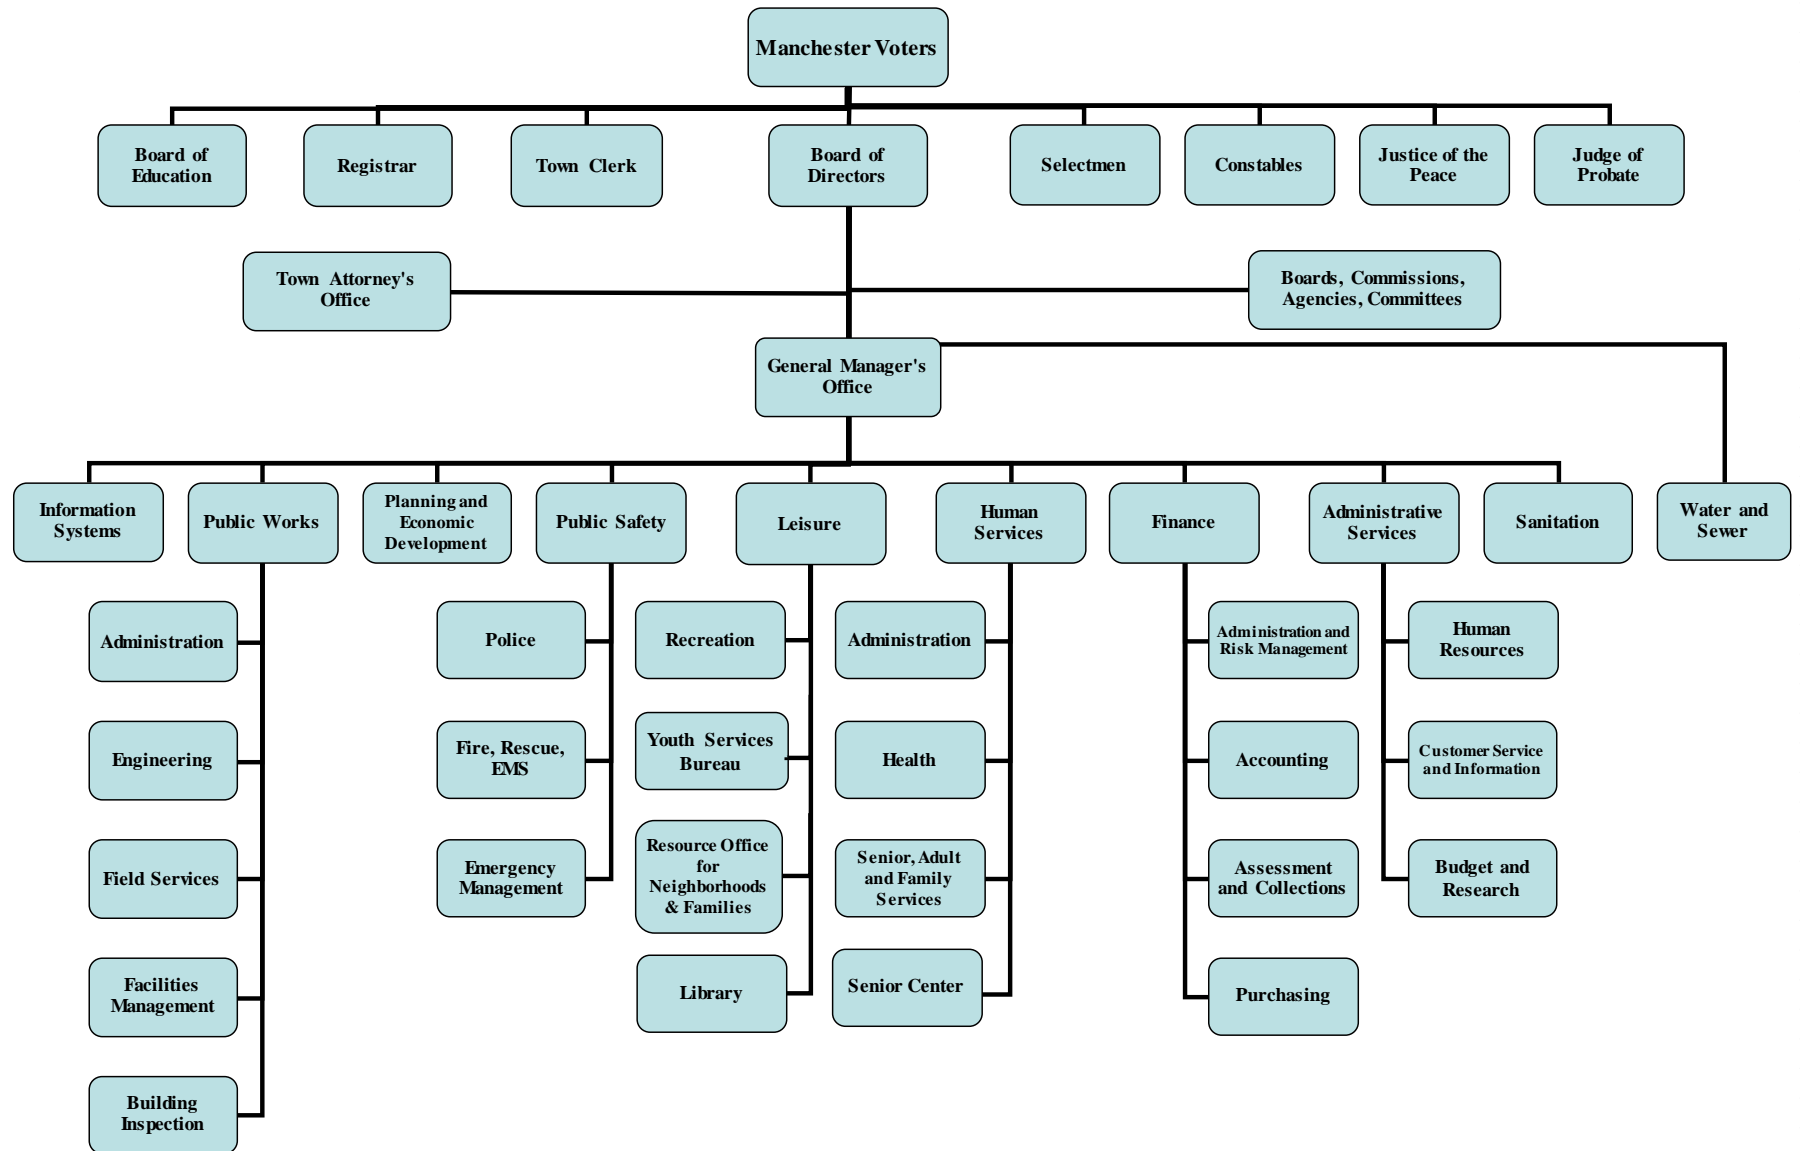 Manchester Voters
Board of
Education
Registrar
Town Clerk
Board of
Directors
Selectmen
Constables
Justice of the
Peace
Judge of
Probate
Town Attorney's
Office
Boards, Commissions,
Agencies, Committees
General Manager's
Office
Information
Systems
Public Works
Planning and
Economic
Development
Public Safety
Leisure
Human
Services
Finance
Administrative
Services
Sanitation
Water and
Sewer
Administration
Police
Recreation
Administration
Administration and
Risk Management
Human
Resources
Engineering
Fire, Rescue,
EMS
Youth Services
Bureau
Health
Accounting
Customer Service
and Information
Field Services
Emergency
Management
Resource Office
for
Neighborhoods
& Families
Senior, Adult
and Family
Services
Assessment
and Collections
Budget and
Research
Facilities
Management
Library
Senior Center
Purchasing
Building
Inspection